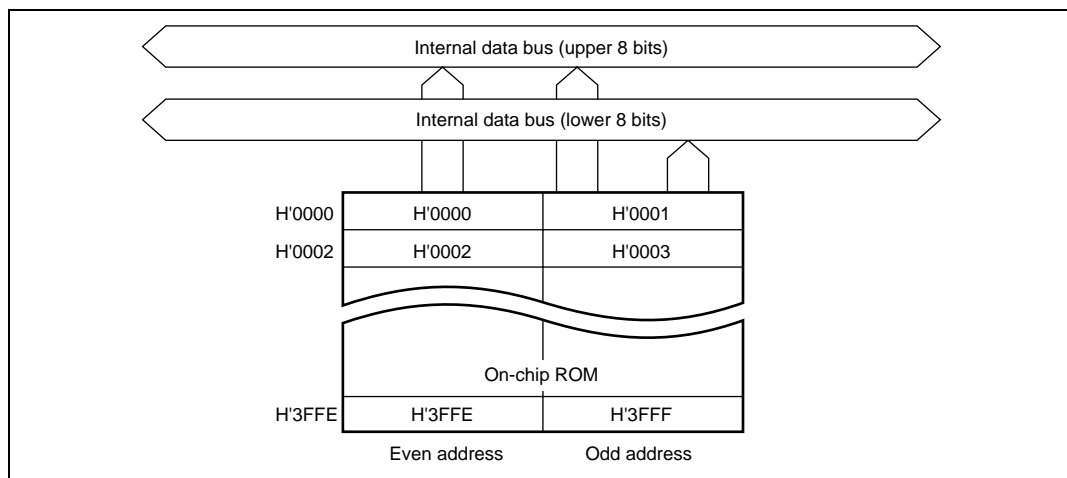 Internal data bus (upper 8 bits)
Internal data bus (lower 8 bits)
H'0000 H'0000 H'0001
H'0002 H'0002 H'0003
On-chip ROM
H'3FFE H'3FFE H'3FFF
Even address Odd address